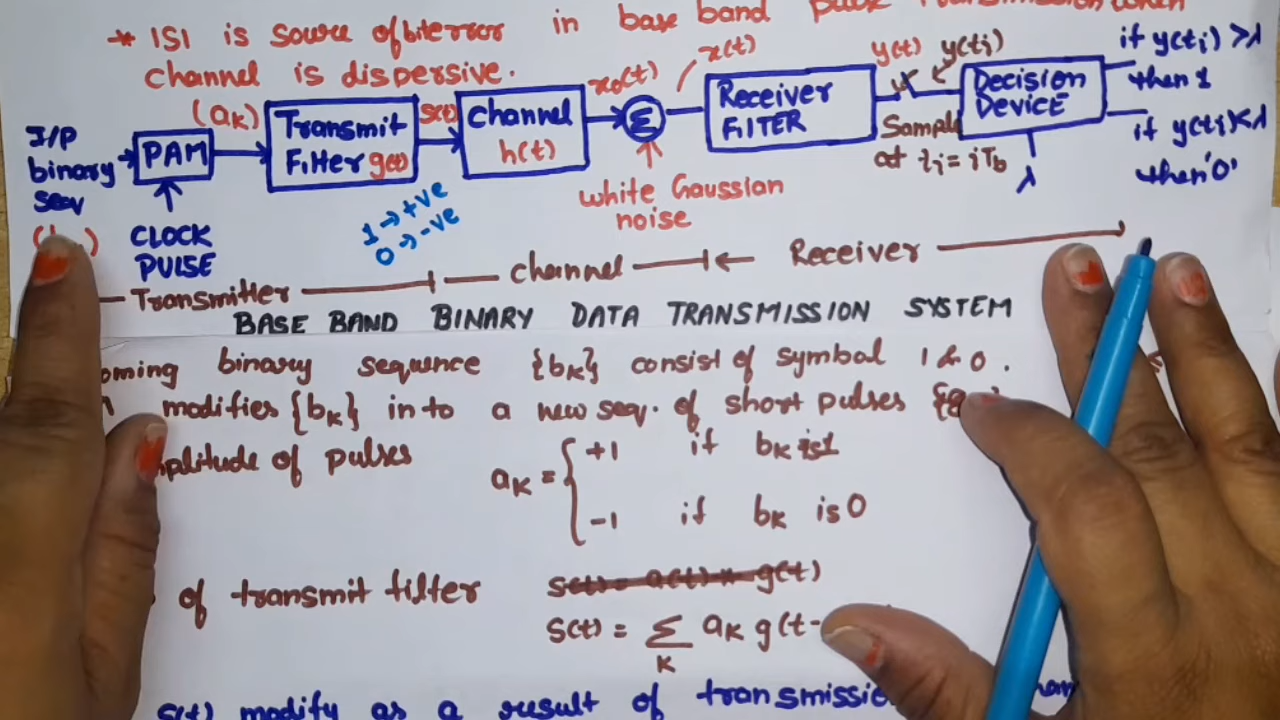 * ISI is source of bit error in base band pulse transmission when
channel is dispersive.
I/P binary seq
PAM
CLOCK PULSE
(aK)
Transmit Filter g(t)
s(t)
channel h(t)
x0(t)
Σ
white Gaussian noise
x(t)
Receiver FILTER
y(t)
y(ti)
Sample at ti = iTb
Decision DEVICE
λ
if y(ti) > λ then 1
if y(ti) < λ then '0'
1 → +ve
0 → -ve
Transmitter
channel
Receiver
BASE BAND BINARY DATA TRANSMISSION SYSTEM
binary sequence {bK} consist of symbol 1 & 0.
modifies {bK} in to a new seq. of short pulses
of pulses
aK = { +1 if bK is 1
-1 if bK is 0
of transmit filter
s(t) = a(t) * g(t)
S(t) = Σ K aK g(t-
s(t) modify as a result of